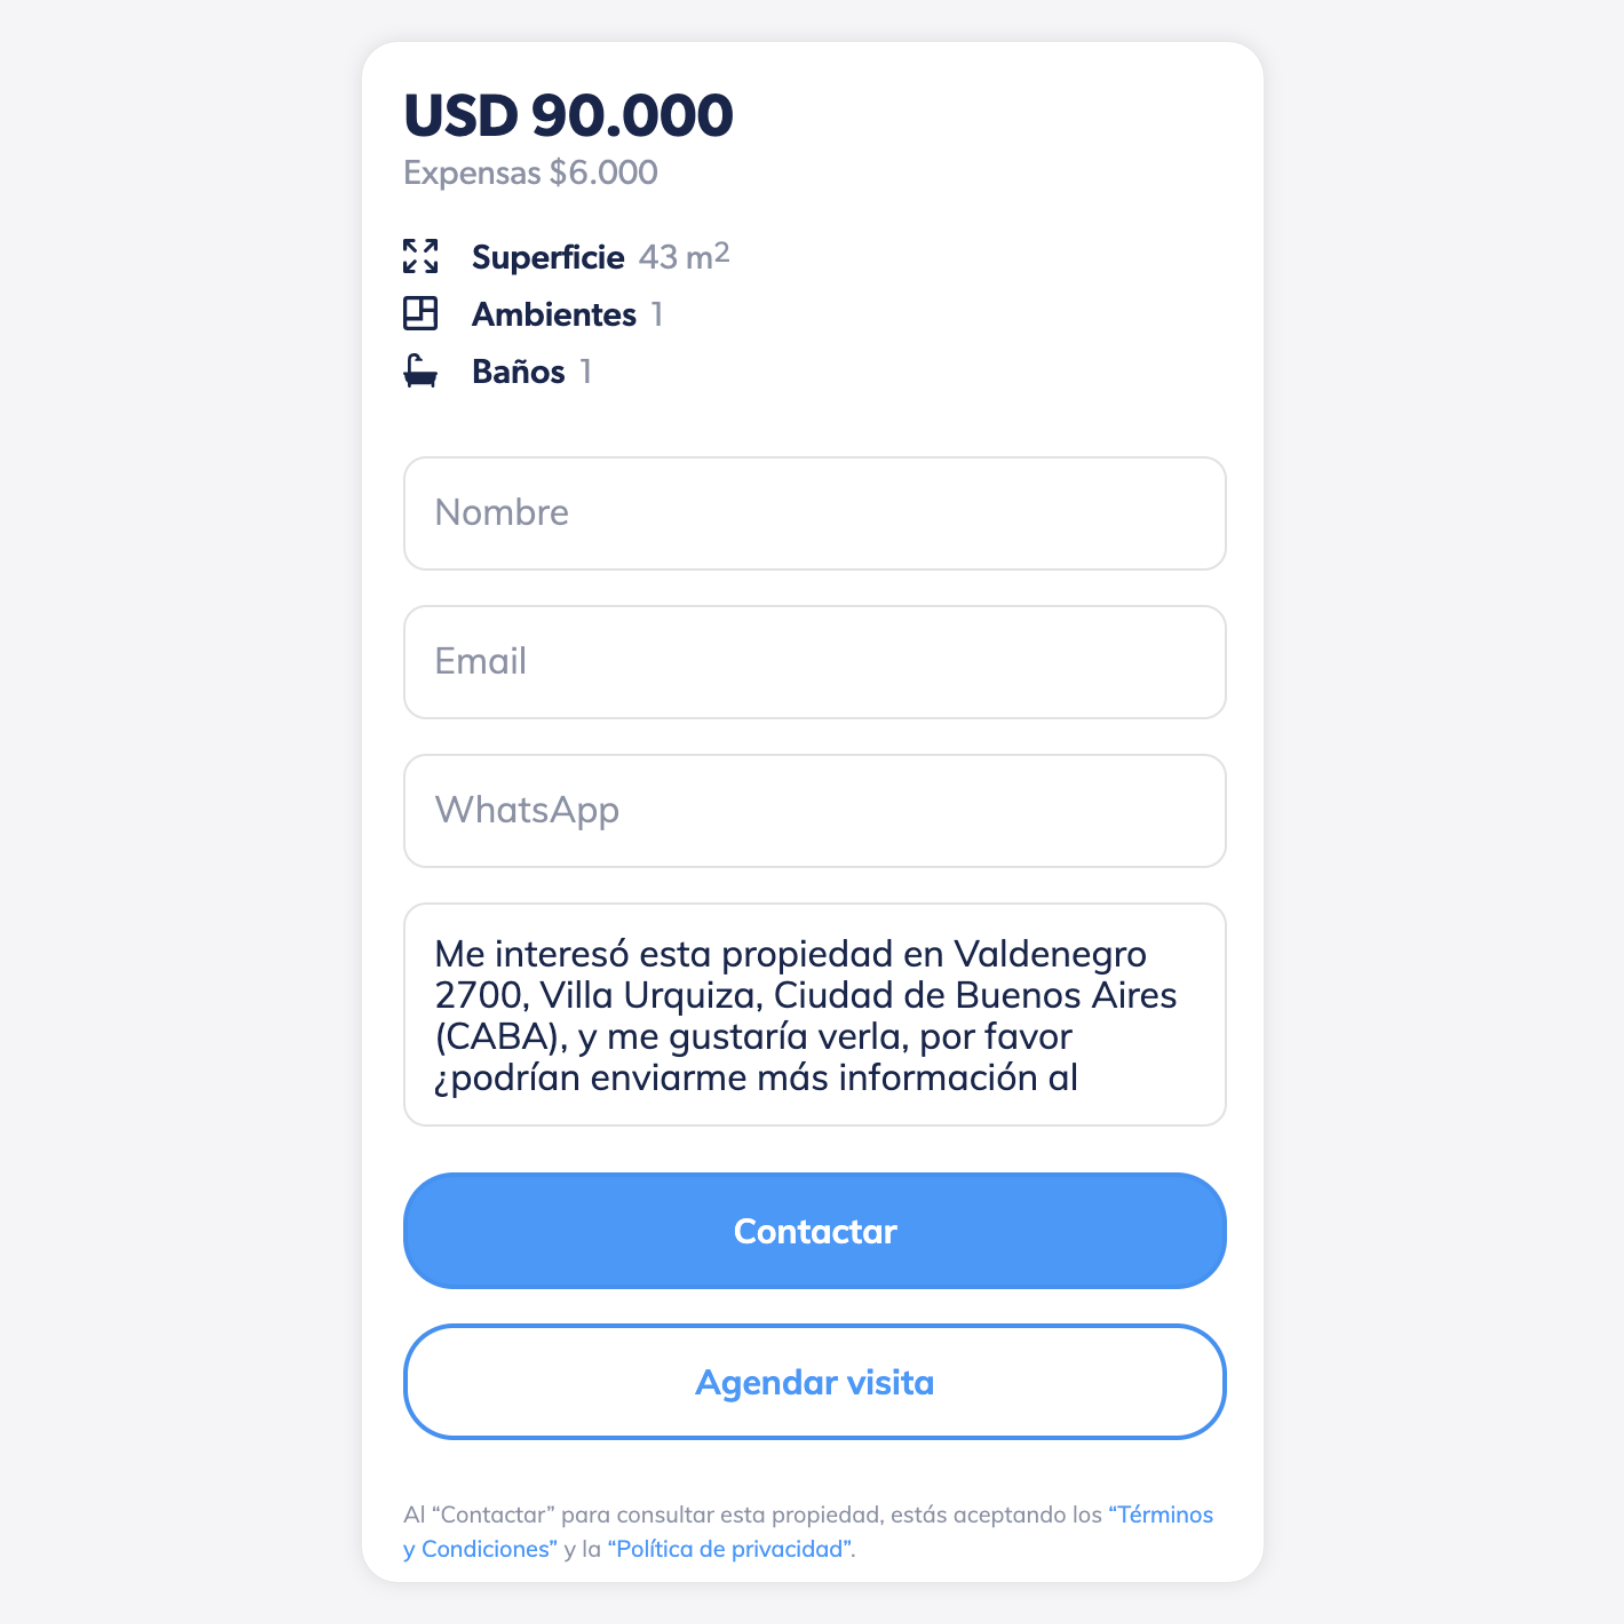 USD 90.000
Expensas $6.000
Superficie 43 m²
Ambientes 1
Baños 1
Nombre
Email
WhatsApp
Me interesó esta propiedad en Valdenegro
2700, Villa Urquiza, Ciudad de Buenos Aires
(CABA), y me gustaría verla, por favor
¿podrían enviarme más información al
Contactar
Agendar visita
Al “Contactar” para consultar esta propiedad, estás aceptando los “Términos
y Condiciones” y la “Política de privacidad”.